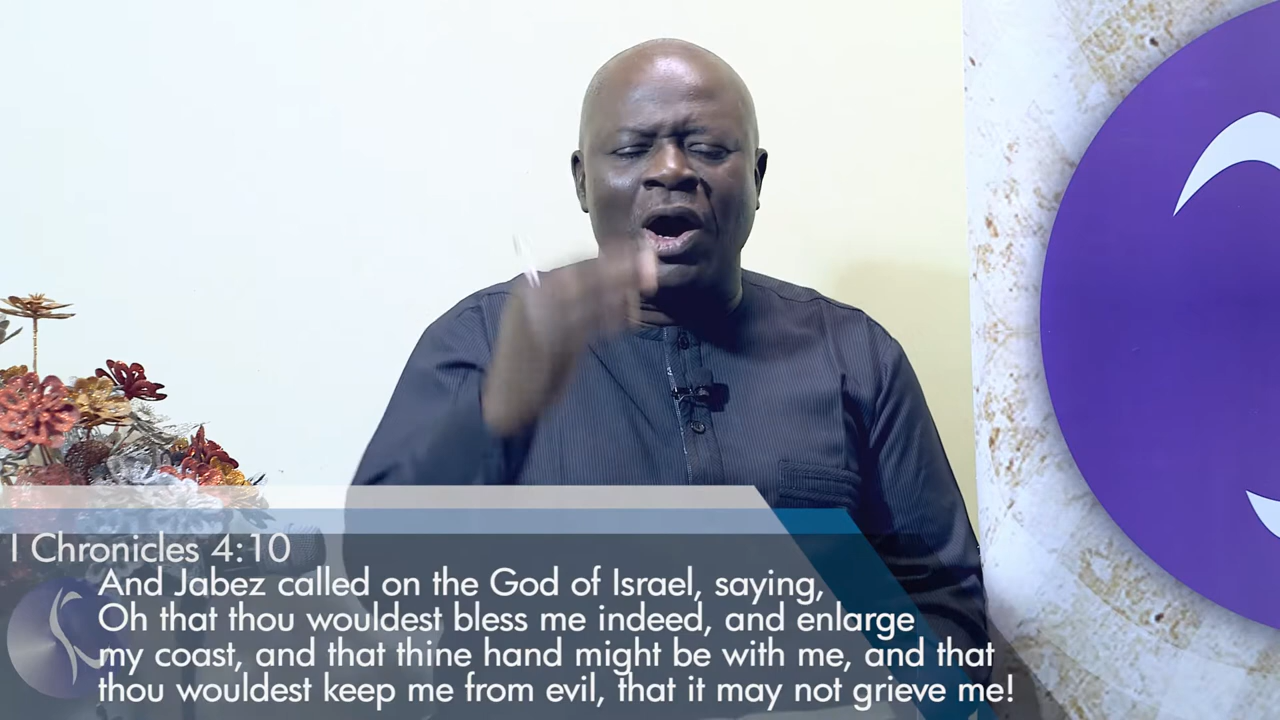 I Chronicles 4:10
And Jabez called on the God of Israel, saying,
Oh that thou wouldest bless me indeed, and enlarge
my coast, and that thine hand might be with me, and that
thou wouldest keep me from evil, that it may not grieve me!